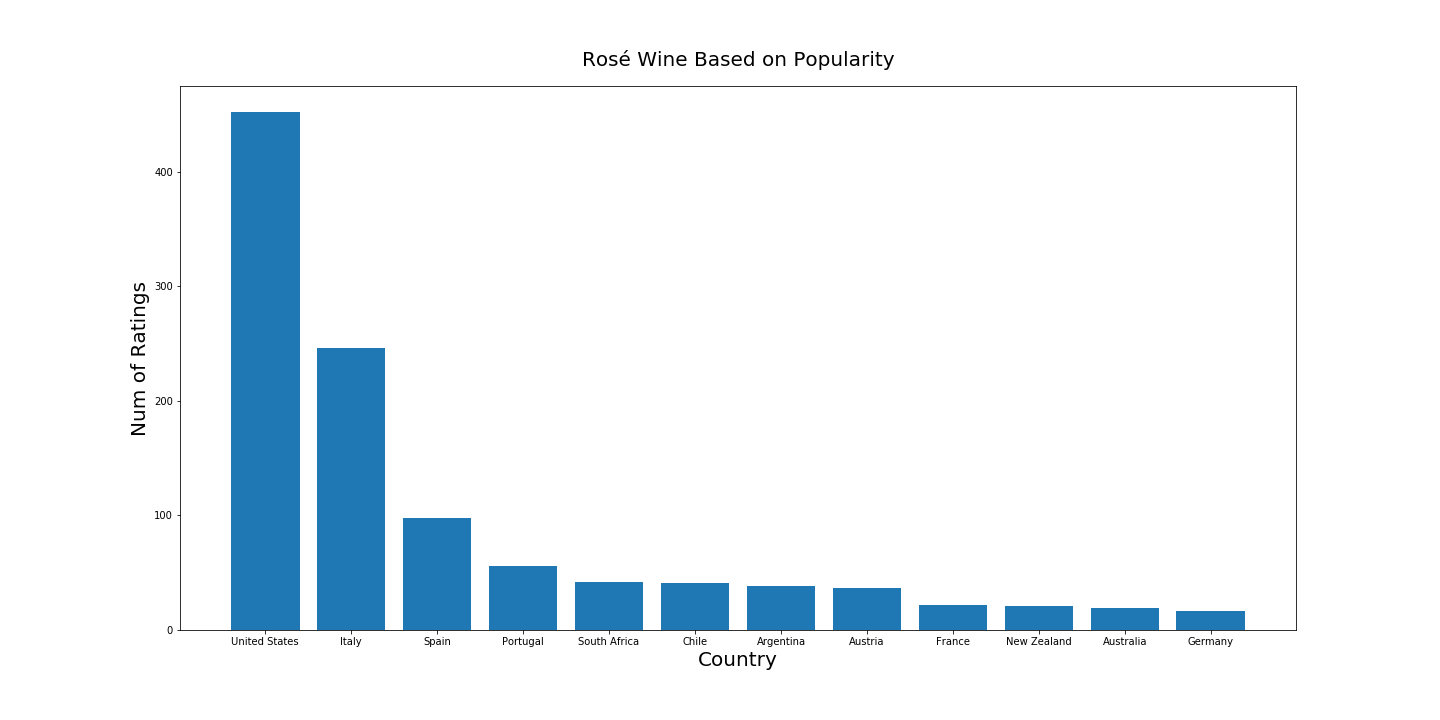 Rosé Wine Based on Popularity
Num of Ratings
400
300
200
100
0
United States Italy Spain Portugal South Africa Chile Argentina Austria France New Zealand Australia Germany
Country